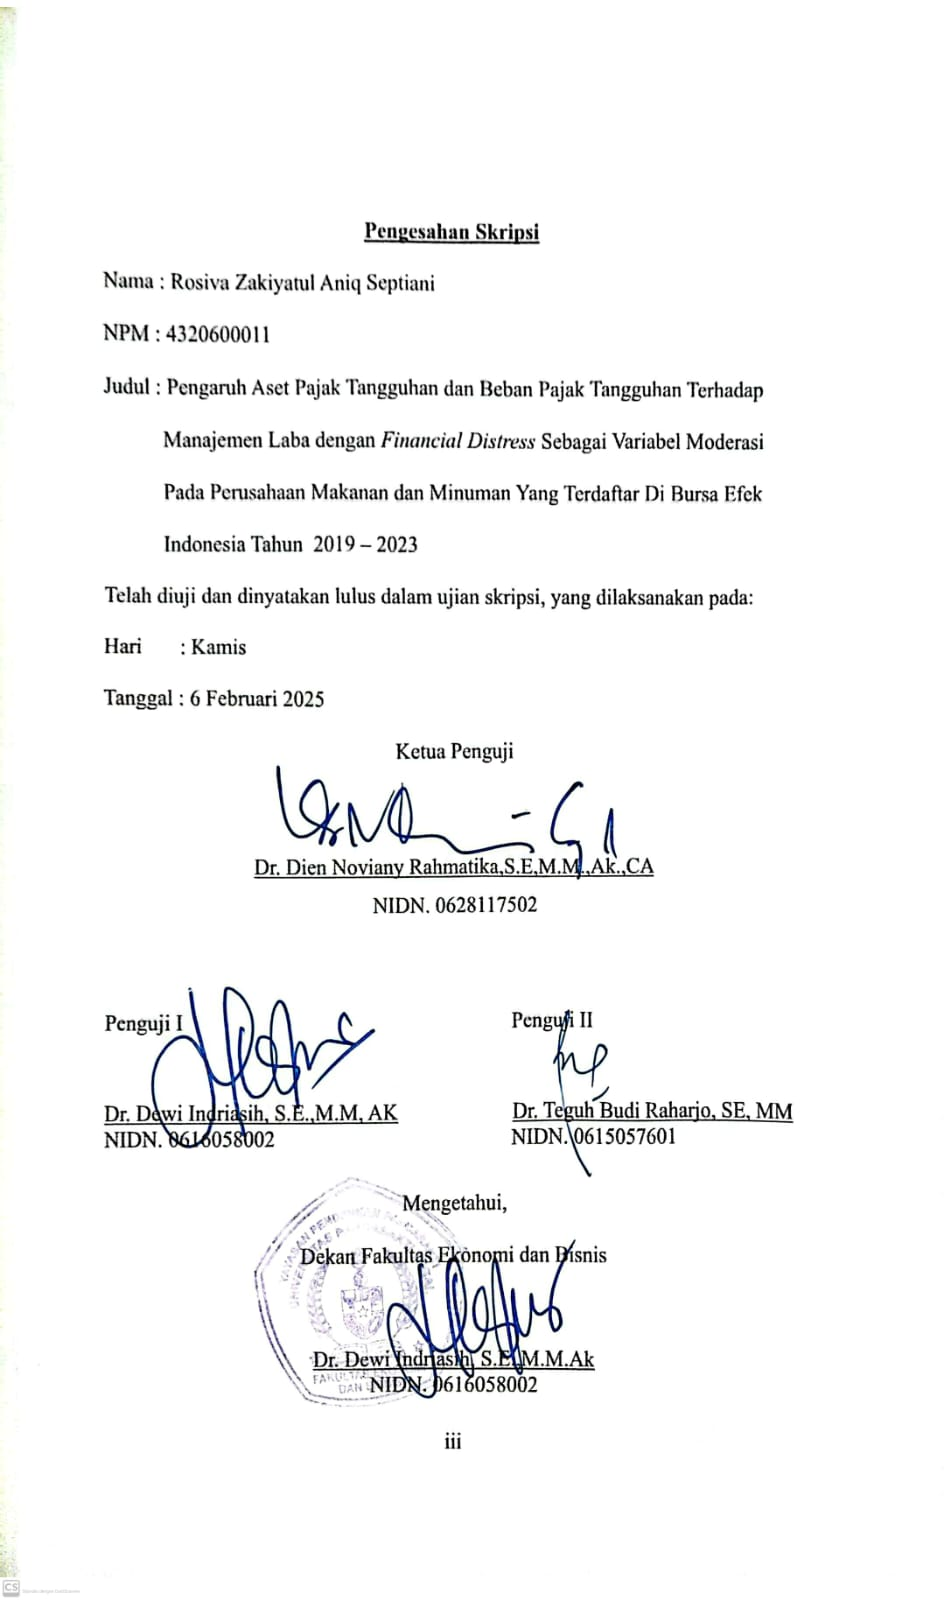 Pengesahan Skripsi
Nama : Rosiva Zakiyatul Aniq Septiani
NPM : 4320600011
Judul : Pengaruh Aset Pajak Tangguhan dan Beban Pajak Tangguhan Terhadap
Manajemen Laba dengan Financial Distress Sebagai Variabel Moderasi
Pada Perusahaan Makanan dan Minuman Yang Terdaftar Di Bursa Efek
Indonesia Tahun 2019 – 2023
Telah diuji dan dinyatakan lulus dalam ujian skripsi, yang dilaksanakan pada:
Hari : Kamis
Tanggal : 6 Februari 2025
Ketua Penguji
Dr. Dien Noviany Rahmatika,S.E,M.M.,Ak.,CA
NIDN. 0628117502
Penguji I
Penguji II
Dr. Dewi Indriasih, S.E.,M.M, AK
Dr. Teguh Budi Raharjo, SE, MM
NIDN. 0616058002
NIDN. 0615057601
Mengetahui,
Dekan Fakultas Ekonomi dan Bisnis
Dr. Dewi Indriasih, S.E, M.M.Ak
NIDN. 0616058002
iii
CS